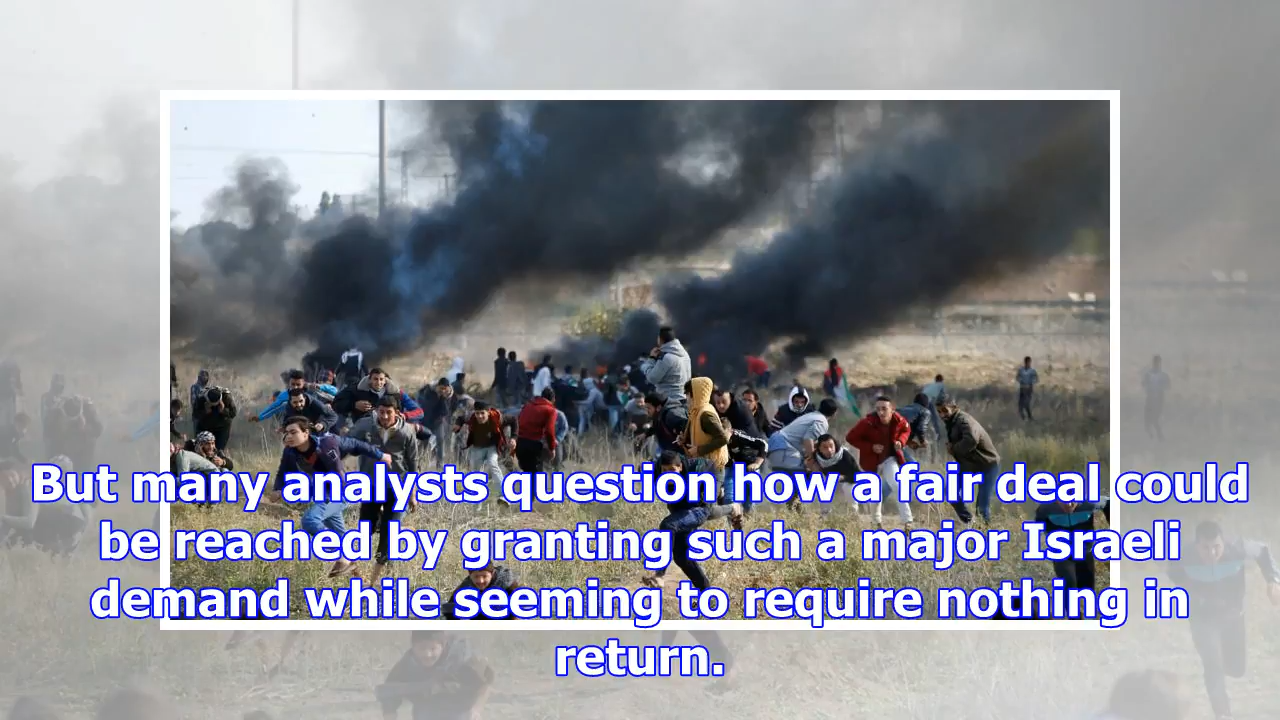 But many analysts question how a fair deal could
be reached by granting such a major Israeli
demand while seeming to require nothing in
return.